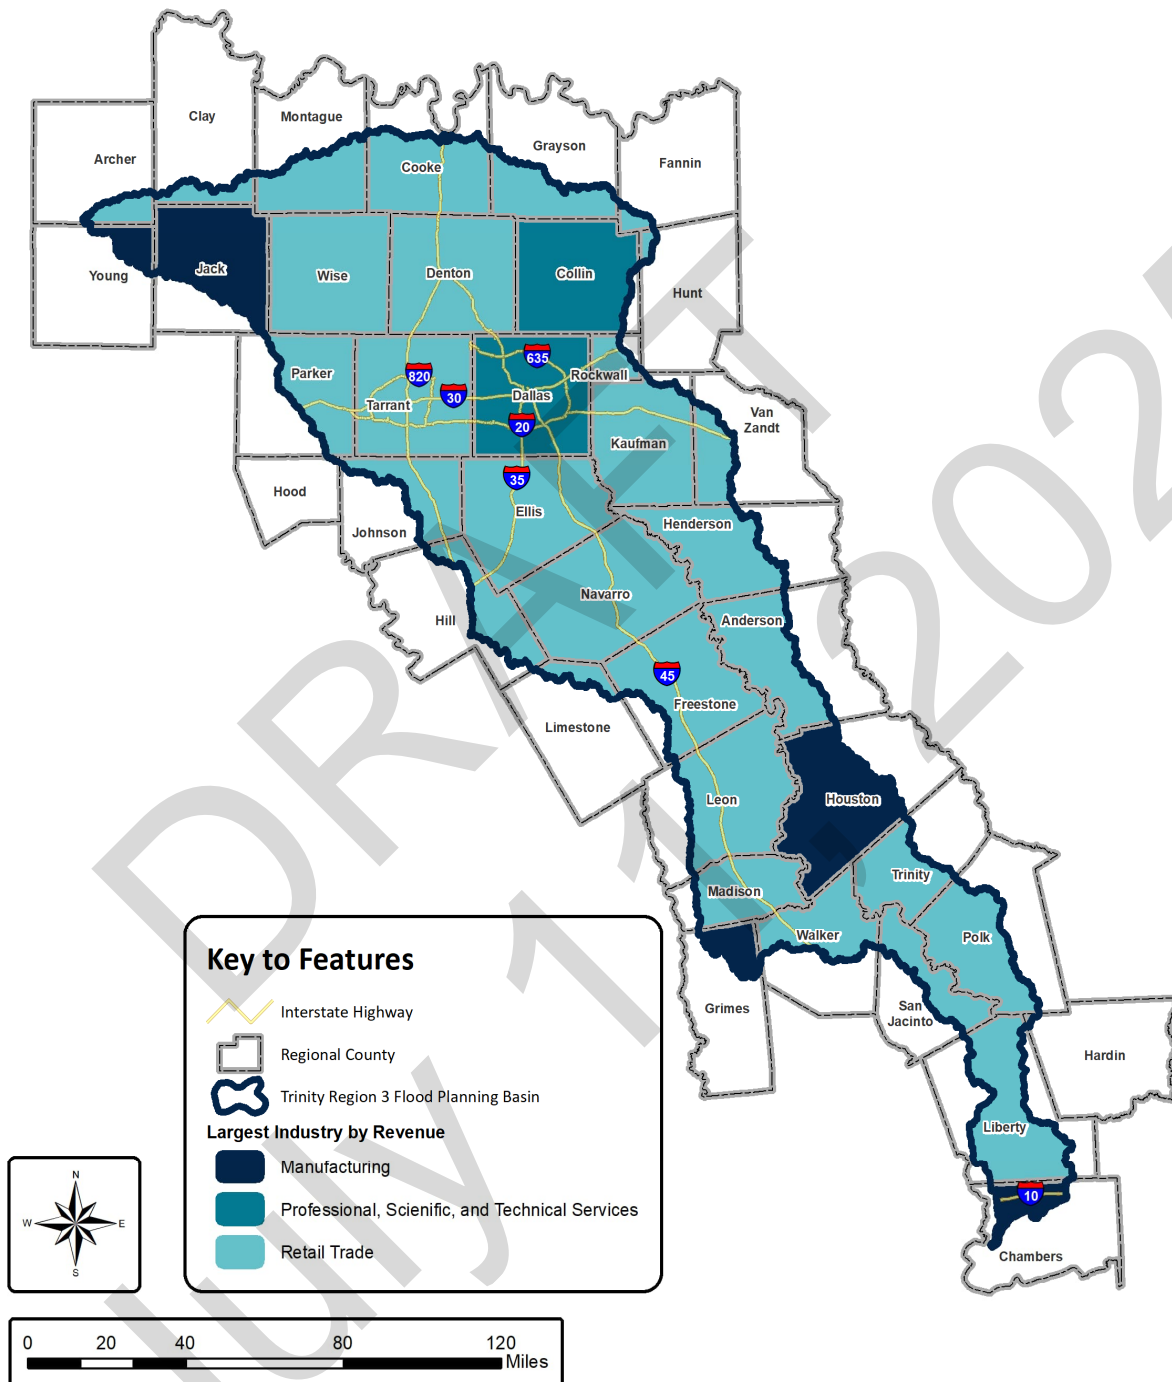 Clay
Montague
Archer
Cooke
Grayson
Fannin
Young
Jack
Wise
Denton
Collin
Hunt
Parker
820
30
Tarrant
635
Rockwall
Dallas
20
Kaufman
Van
Zandt
Hood
35
Johnson
Ellis
Henderson
Hill
Navarro
Anderson
45
Freestone
Limestone
Leon
Houston
Madison
Trinity
Walker
Polk
Grimes
San
Jacinto
Hardin
Liberty
10
Chambers
DRAFT
July 11, 202
Key to Features
Interstate Highway
Regional County
Trinity Region 3 Flood Planning Basin
Largest Industry by Revenue
Manufacturing
Professional, Scienific, and Technical Services
Retail Trade
N
W E
S
0 20 40 80 120
Miles